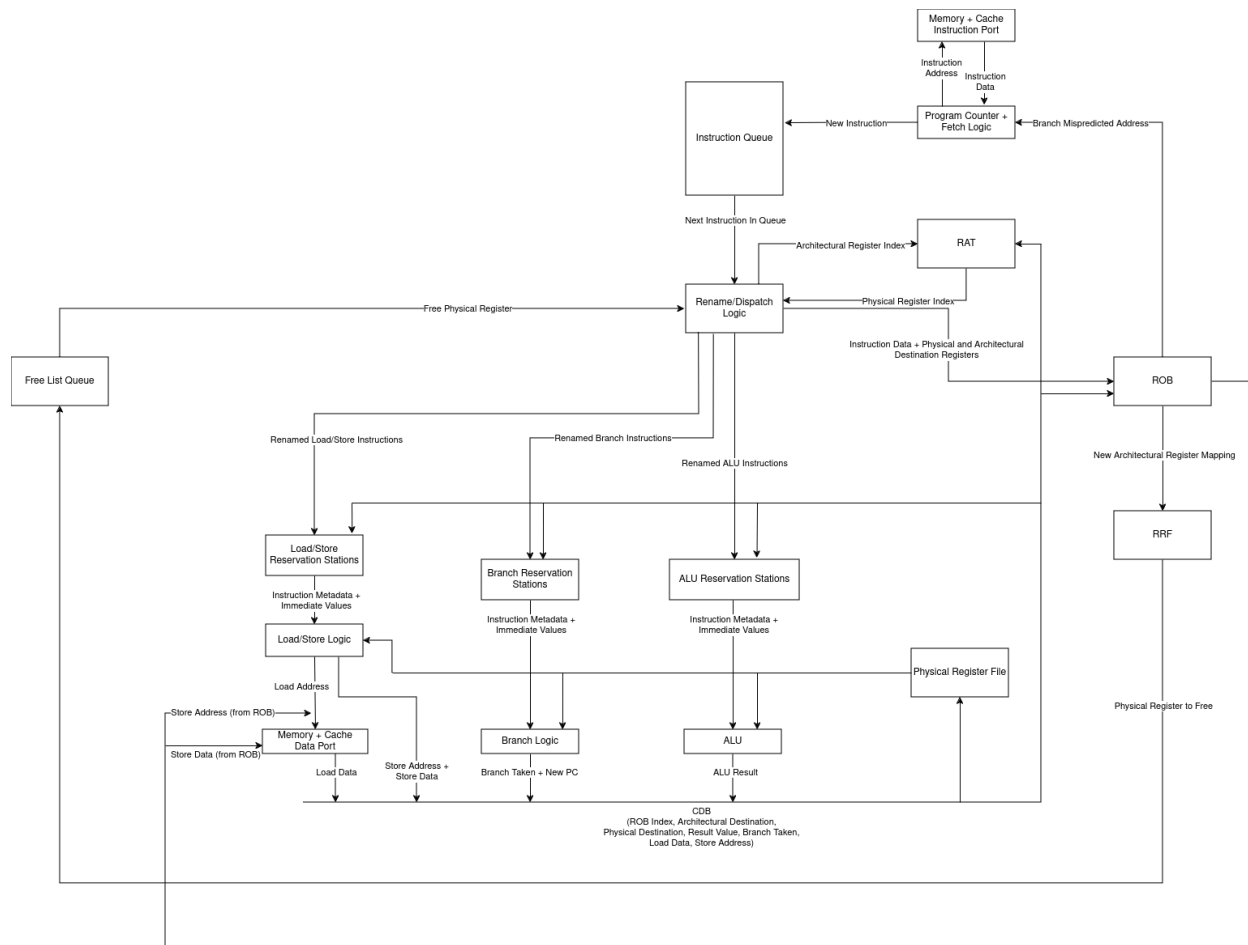 Memory + Cache
Instruction Port
Instruction
Address
Instruction
Data
Instruction Queue
New Instruction
Program Counter +
Fetch Logic
Branch Mispredicted Address
Next Instruction In Queue
Architectural Register Index
RAT
Rename/Dispatch
Logic
Physical Register Index
Free Physical Register
Instruction Data + Physical and Architectural
Destination Registers
Free List Queue
ROB
Renamed Load/Store Instructions
Renamed Branch Instructions
Renamed ALU Instructions
New Architectural Register Mapping
RRF
Load/Store
Reservation Stations
Branch Reservation
Stations
ALU Reservation Stations
Instruction Metadata +
Immediate Values
Instruction Metadata +
Immediate Values
Instruction Metadata +
Immediate Values
Load/Store Logic
Physical Register File
Load Address
Store Address (from ROB)
Physical Register to Free
Memory + Cache
Data Port
Branch Logic
ALU
Store Data (from ROB)
Load Data
Store Address +
Store Data
Branch Taken + New PC
ALU Result
CDB
(ROB Index, Architectural Destination,
Physical Destination, Result Value, Branch Taken,
Load Data, Store Address)